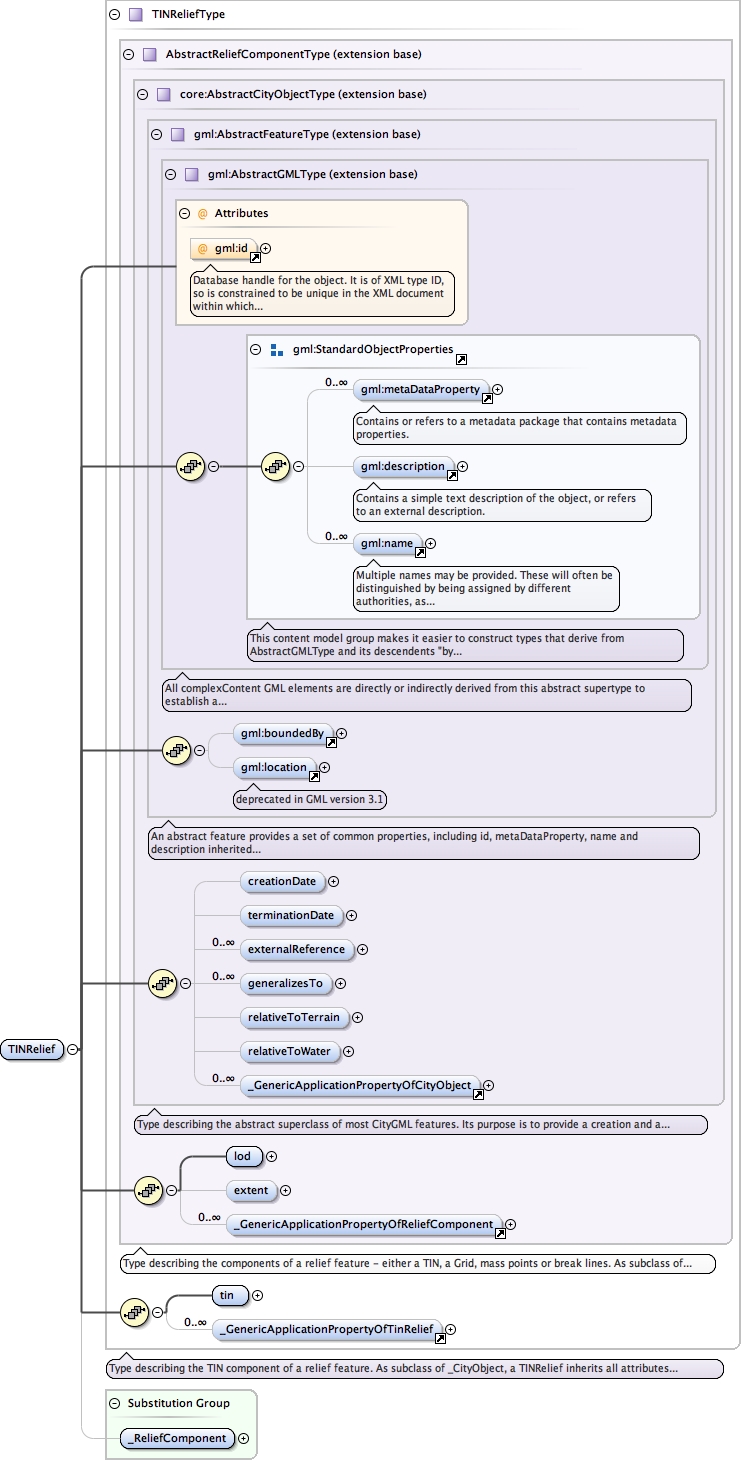 TINReliefType
AbstractReliefComponentType (extension base)
core:AbstractCityObjectType (extension base)
gml:AbstractFeatureType (extension base)
gml:AbstractGMLType (extension base)
@ Attributes
@ gml:id
Database handle for the object. It is of XML type ID,
so is constrained to be unique in the XML document
within which...
gml:StandardObjectProperties
0..∞
gml:metaDataProperty
Contains or refers to a metadata package that contains metadata
properties.
gml:description
Contains a simple text description of the object, or refers
to an external description.
0..∞
gml:name
Multiple names may be provided. These will often be
distinguished by being assigned by different
authorities, as...
This content model group makes it easier to construct types that derive from
AbstractGMLType and its descendents "by...
All complexContent GML elements are directly or indirectly derived from this abstract supertype to
establish a...
gml:boundedBy
gml:location
deprecated in GML version 3.1
An abstract feature provides a set of common properties, including id, metaDataProperty, name and
description inherited...
creationDate
terminationDate
0..∞
externalReference
0..∞
generalizesTo
relativeToTerrain
relativeToWater
0..∞
_GenericApplicationPropertyOfCityObject
TINRelief
Type describing the abstract superclass of most CityGML features. Its purpose is to provide a creation and a...
lod
extent
0..∞
_GenericApplicationPropertyOfReliefComponent
Type describing the components of a relief feature - either a TIN, a Grid, mass points or break lines. As subclass of...
tin
0..∞
_GenericApplicationPropertyOfTinRelief
Type describing the TIN component of a relief feature. As subclass of _CityObject, a TINRelief inherits all attributes...
Substitution Group
_ReliefComponent